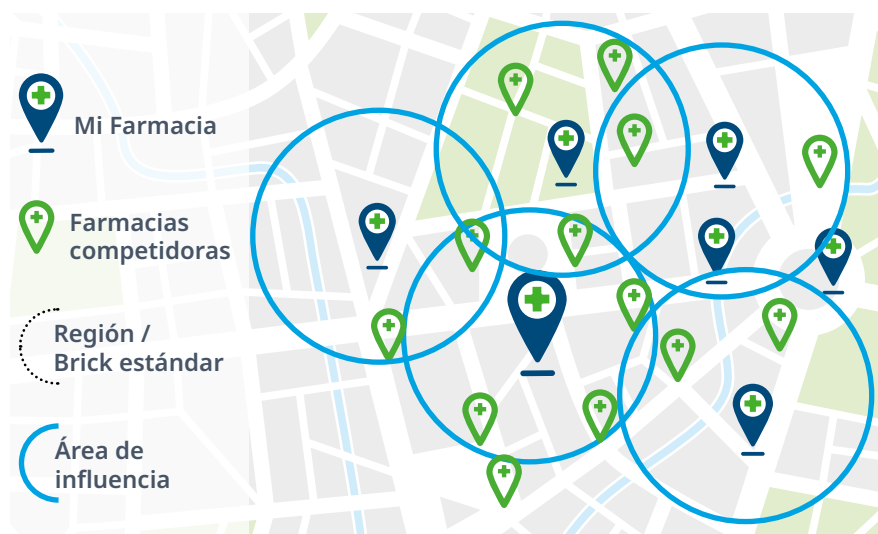 Mi Farmacia
Farmacias
competidoras
Región /
Brick estándar
Área de
influencia